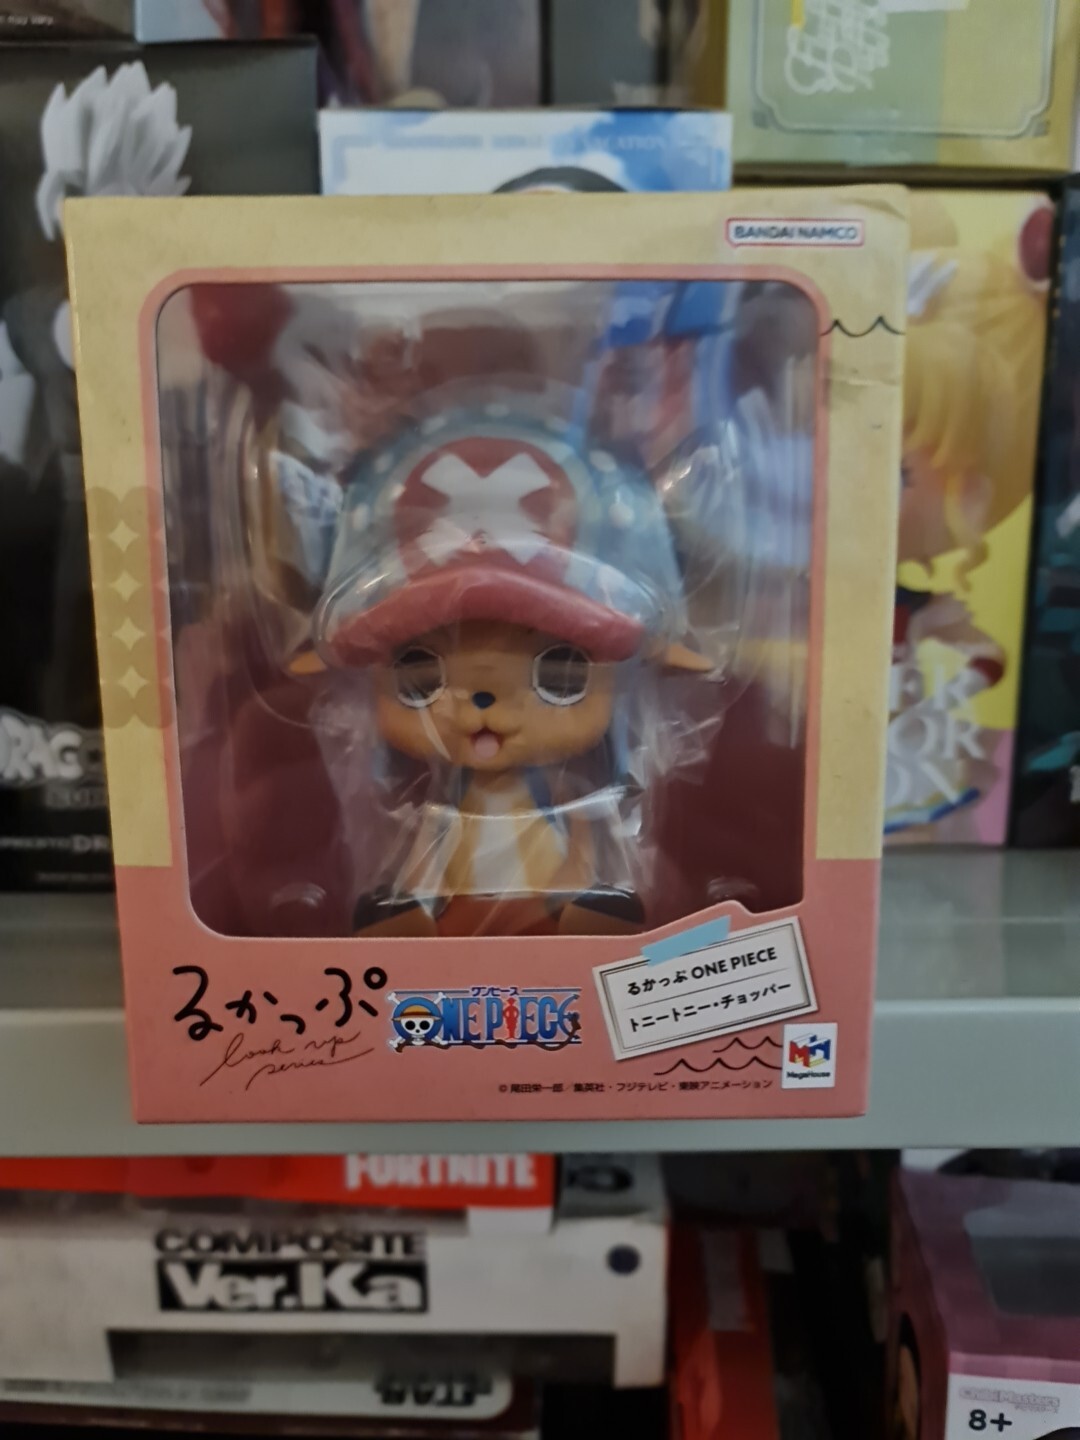 BANDAI NAMCO
るかっぷ
look up series
ワンピース
ONE PIECE
るかっぷ ONE PIECE
トニートニー・チョッパー
MegaHouse
© 尾田栄一郎／集英社・フジテレビ・東映アニメーション
FORTNITE
COMPOSITE
Ver.Ka
ChibiMasters
8+